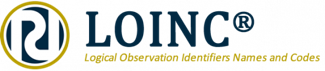 LOINC®
Logical Observation Identifiers Names and Codes